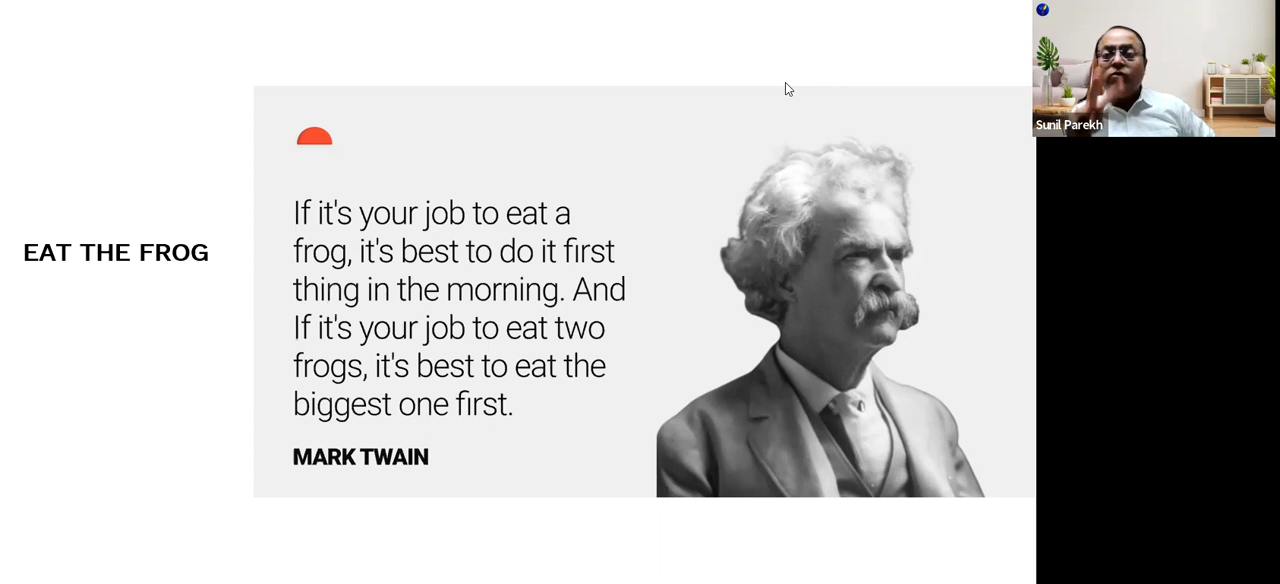 EAT THE FROG
If it's your job to eat a
frog, it's best to do it first
thing in the morning. And
If it's your job to eat two
frogs, it's best to eat the
biggest one first.
MARK TWAIN
Sunil Parekh